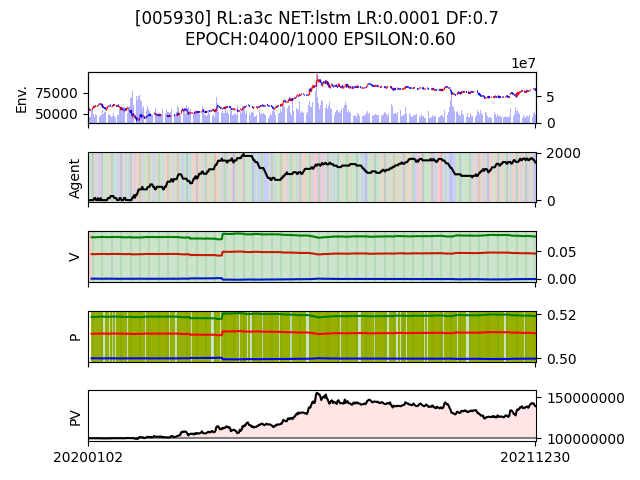 [005930] RL:a3c NET:lstm LR:0.0001 DF:0.7
EPOCH:0400/1000 EPSILON:0.60
1e7
Env.
75000
50000
5
0
Agent
2000
0
V
0.05
0.00
P
0.52
0.50
PV
150000000
100000000
20200102
20211230